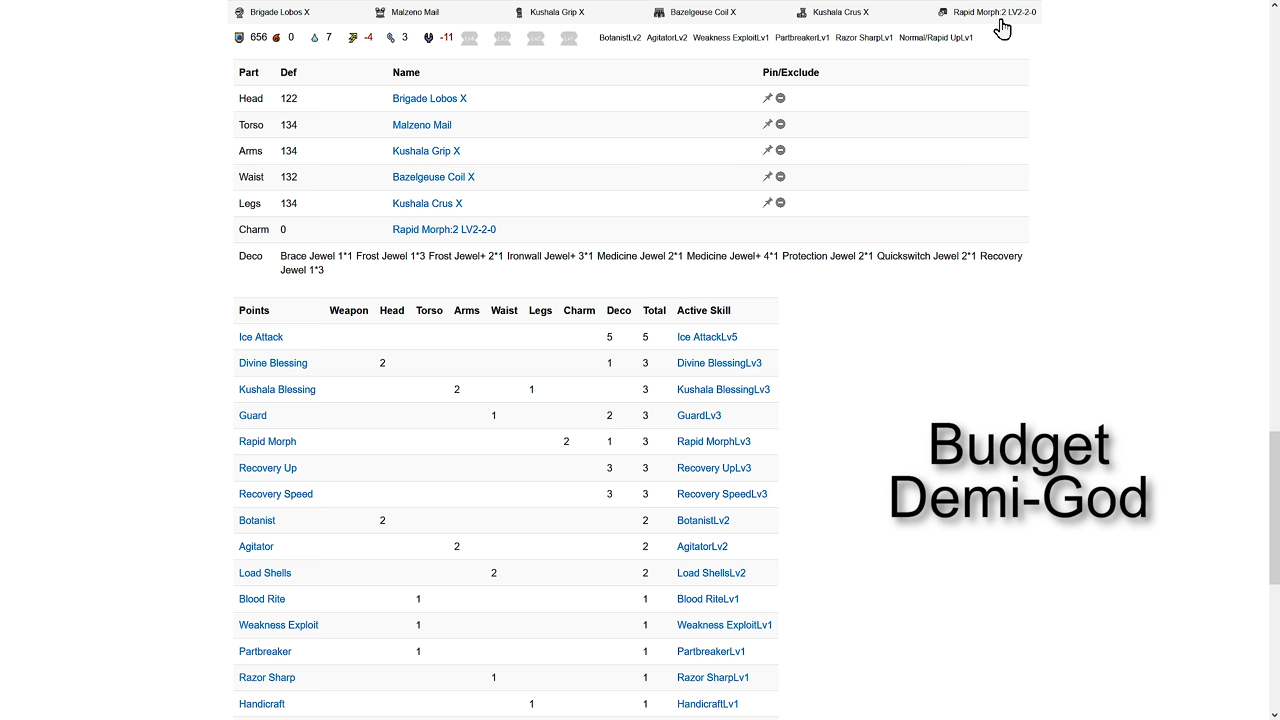 Brigade Lobos X Malzeno Mail Kushala Grip X Bazelgeuse Coil X Kushala Crus X Rapid Morph:2 LV2-2-0
656 0 7 -4 3 -11 BotanistLv2 AgitatorLv2 Weakness ExploitLv1 PartbreakerLv1 Razor SharpLv1 Normal/Rapid UpLv1
Part Def Name Pin/Exclude
Head 122 Brigade Lobos X
Torso 134 Malzeno Mail
Arms 134 Kushala Grip X
Waist 132 Bazelgeuse Coil X
Legs 134 Kushala Crus X
Charm 0 Rapid Morph:2 LV2-2-0
Deco Brace Jewel 1*1 Frost Jewel 1*3 Frost Jewel+ 2*1 Ironwall Jewel+ 3*1 Medicine Jewel 2*1 Medicine Jewel+ 4*1 Protection Jewel 2*1 Quickswitch Jewel 2*1 Recovery
Jewel 1*3
Points Weapon Head Torso Arms Waist Legs Charm Deco Total Active Skill
Ice Attack 5 5 Ice AttackLv5
Divine Blessing 2 1 3 Divine BlessingLv3
Kushala Blessing 2 1 3 Kushala BlessingLv3
Guard 1 2 3 GuardLv3
Rapid Morph 2 1 3 Rapid MorphLv3
Recovery Up 3 3 Recovery UpLv3
Recovery Speed 3 3 Recovery SpeedLv3
Botanist 2 2 BotanistLv2
Agitator 2 2 AgitatorLv2
Load Shells 2 2 Load ShellsLv2
Blood Rite 1 1 Blood RiteLv1
Weakness Exploit 1 1 Weakness ExploitLv1
Partbreaker 1 1 PartbreakerLv1
Razor Sharp 1 1 Razor SharpLv1
Handicraft 1 1 HandicraftLv1
Budget
Demi-God